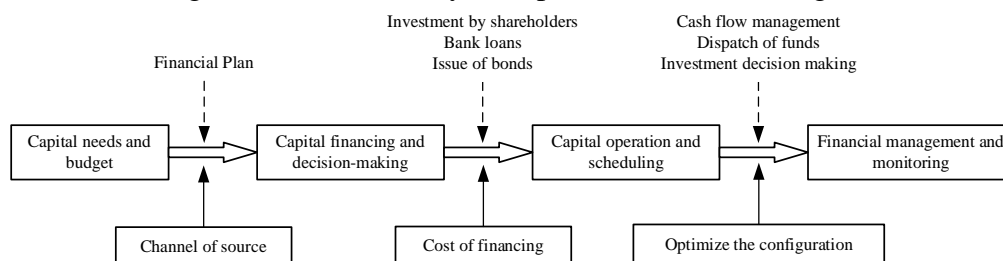 Investment by shareholders
Bank loans
Issue of bonds
Cash flow management
Dispatch of funds
Investment decision making
Financial Plan
Capital needs and
budget
Capital financing and
decision-making
Capital operation and
scheduling
Financial management and
monitoring
Channel of source
Cost of financing
Optimize the configuration